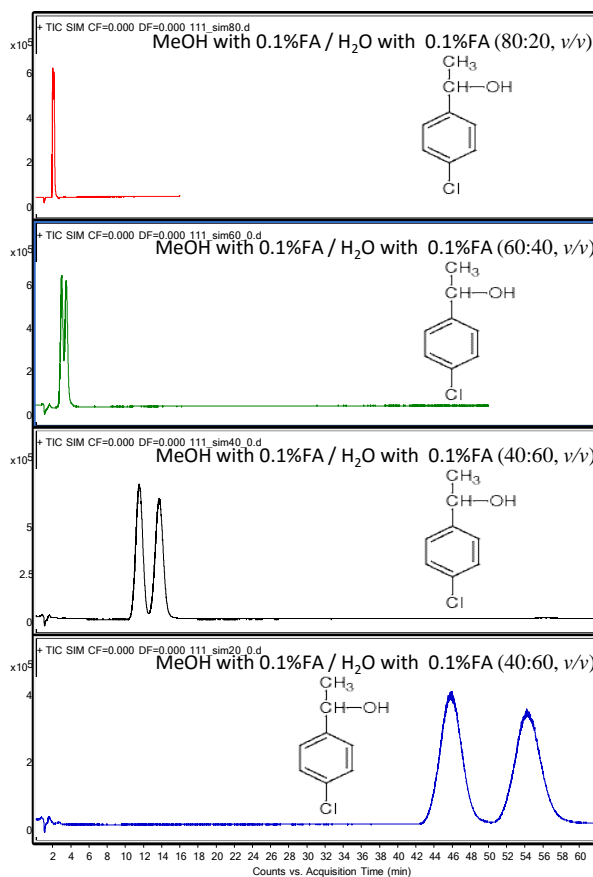 + TIC SIM CF=0.000 DF=0.000 111_sim80.d
MeOH with 0.1%FA / H₂O with 0.1%FA (80:20, v/v)
x10⁵
6
4
2
0
CH₃
CH—OH
Cl
+ TIC SIM CF=0.000 DF=0.000 111_sim60_0.d
MeOH with 0.1%FA / H₂O with 0.1%FA (60:40, v/v)
x10⁵
6
4
2
0
CH₃
CH—OH
Cl
+ TIC SIM CF=0.000 DF=0.000 111_sim40_0.d
MeOH with 0.1%FA / H₂O with 0.1%FA (40:60, v/v)
x10⁵
5
2.5
0
CH₃
CH—OH
Cl
+ TIC SIM CF=0.000 DF=0.000 111_sim20_0.d
MeOH with 0.1%FA / H₂O with 0.1%FA (40:60, v/v)
x10⁵
4
2
0
CH₃
CH—OH
Cl
2 4 6 8 10 12 14 16 18 20 22 24 26 28 30 32 34 36 38 40 42 44 46 48 50 52 54 56 58 60
Counts vs. Acquisition Time (min)